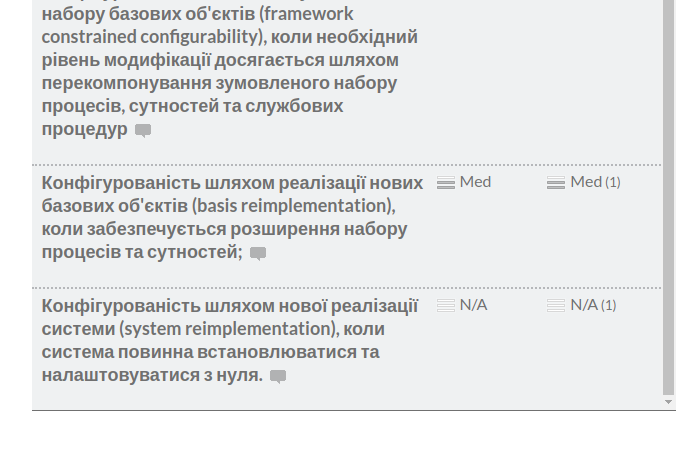 набору базових об'єктів (framework
constrained configurability), коли необхідний
рівень модифікації досягається шляхом
перекомпонування зумовленого набору
процесів, сутностей та службових
процедур
Конфігурованість шляхом реалізації нових Med Med (1)
базових об'єктів (basis reimplementation),
коли забезпечується розширення набору
процесів та сутностей;
Конфігурованість шляхом нової реалізації N/A N/A (1)
системи (system reimplementation), коли
система повинна встановлюватися та
налаштовуватися з нуля.